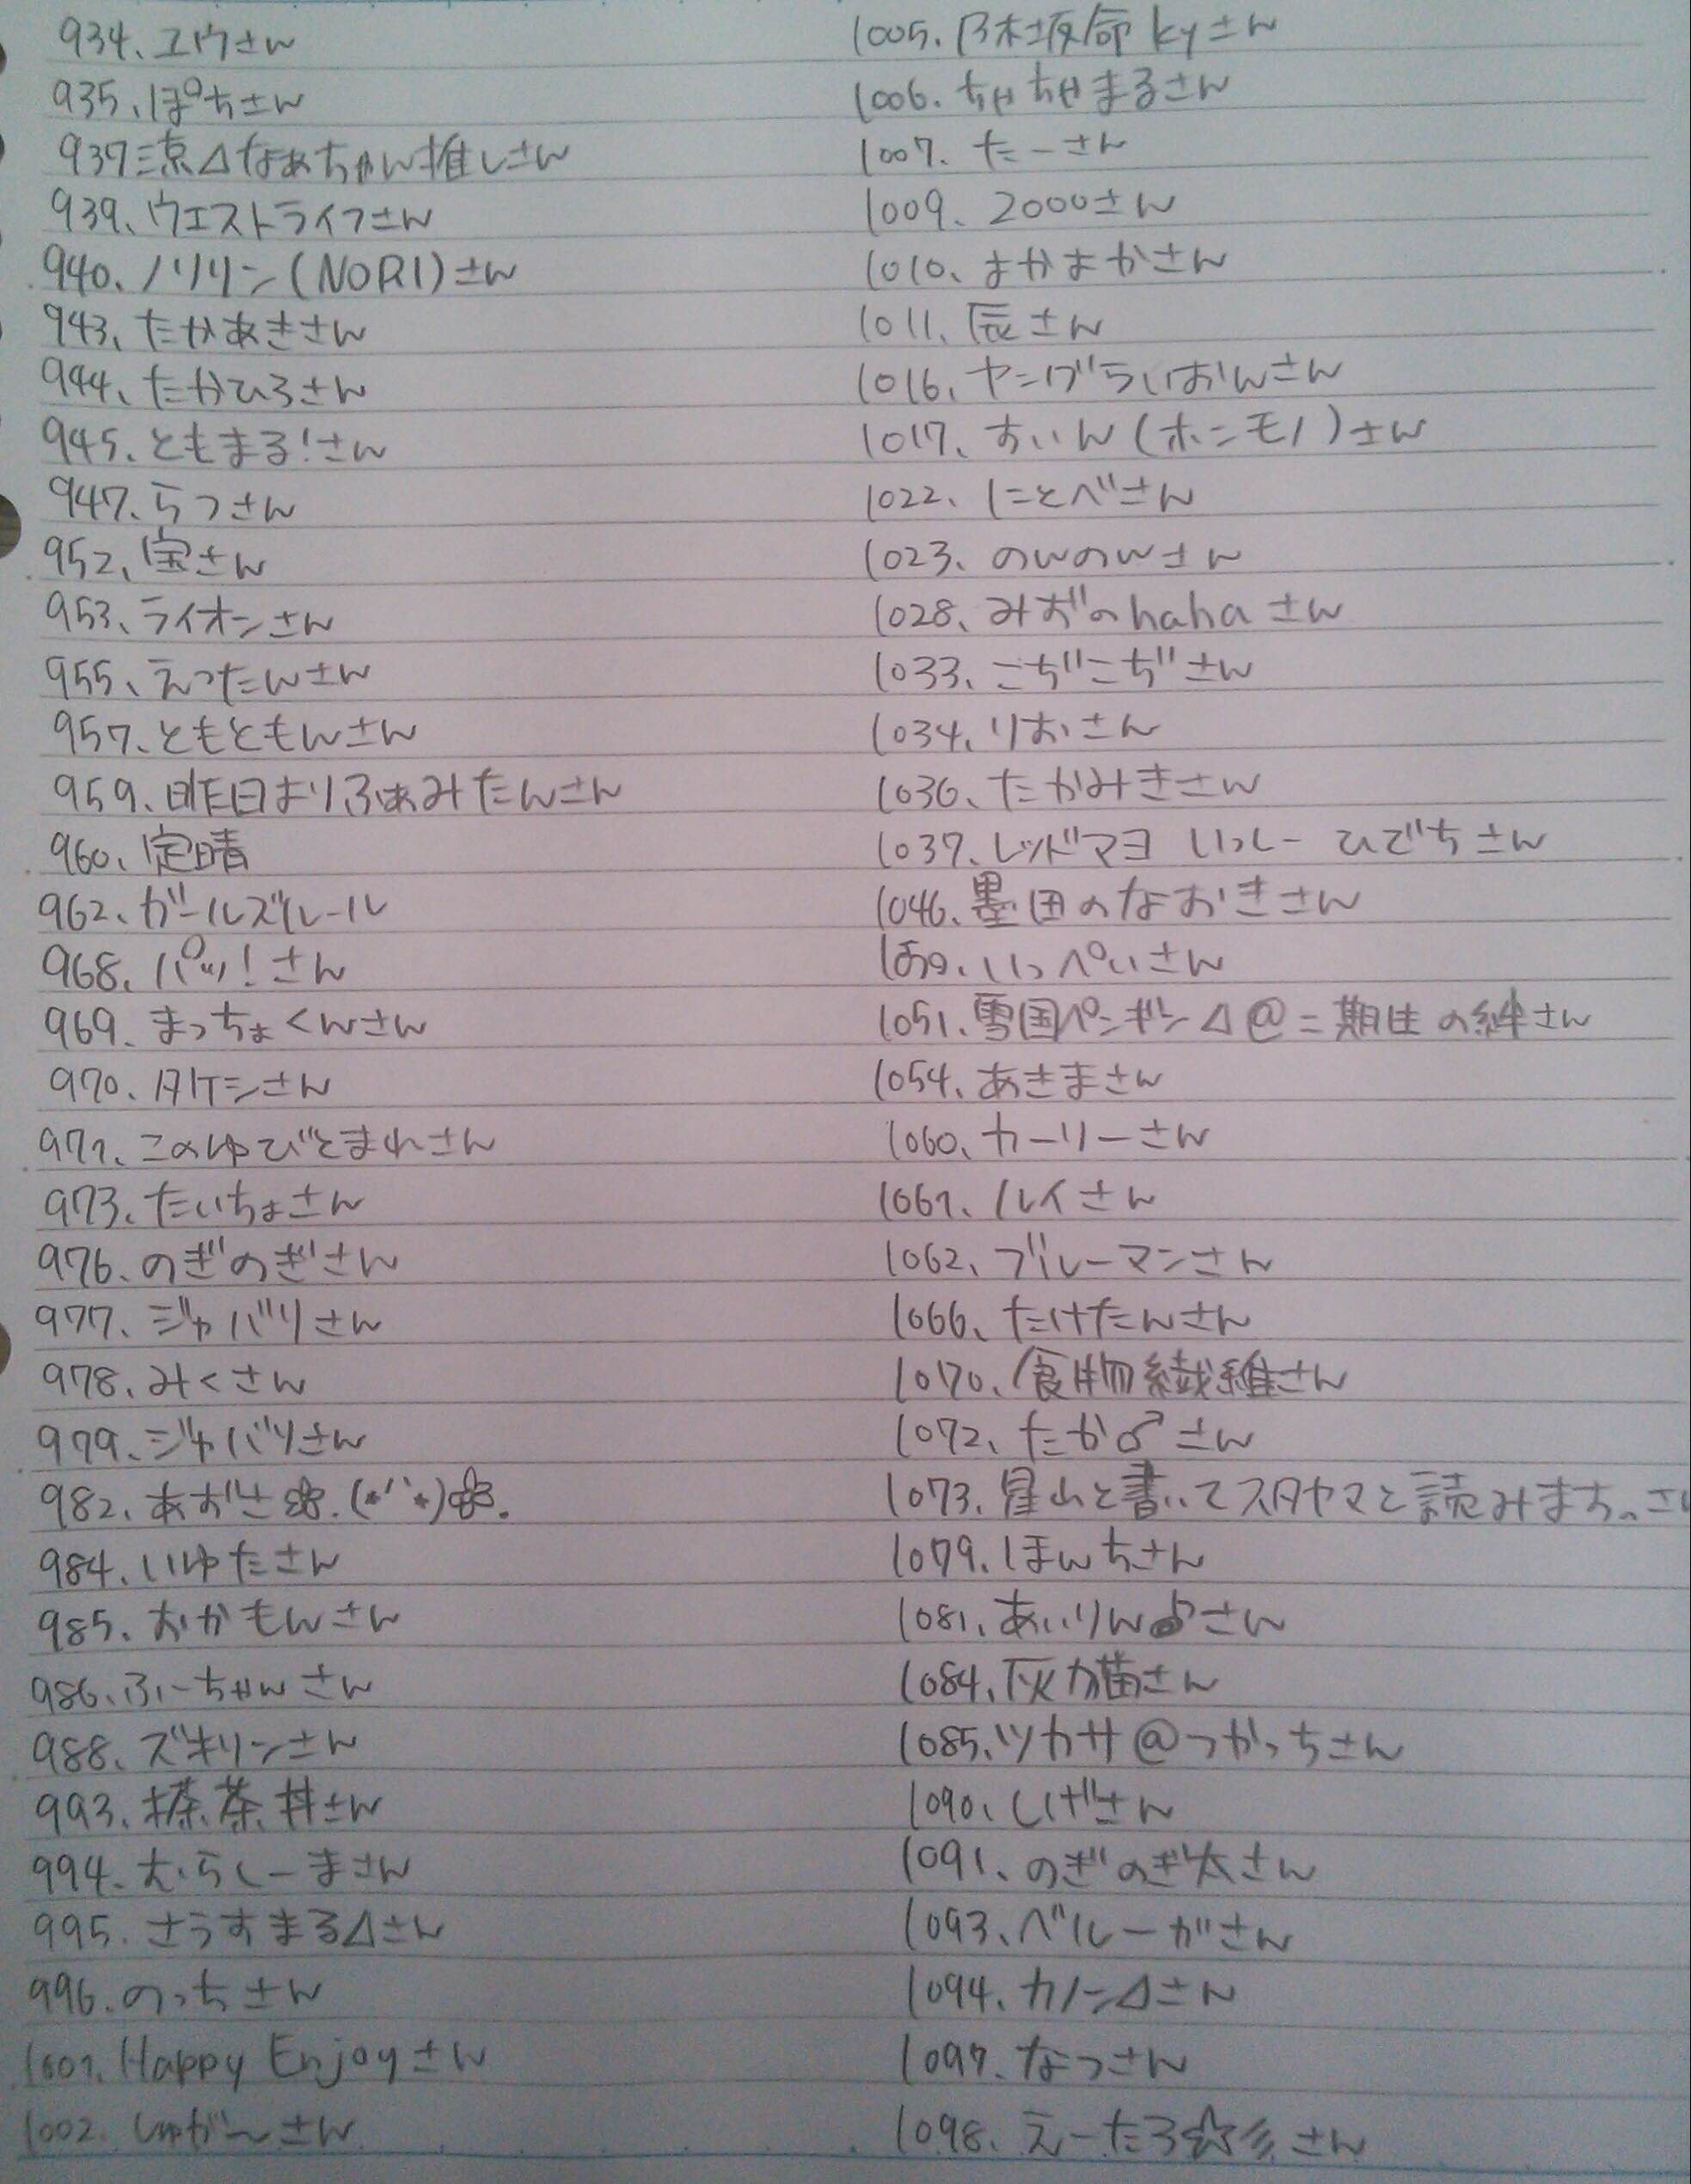 934、ユウさん
935、ぽちさん
937、涼⊿なぁちゃん推しさん
939、ウエストライフさん
940、ノリリン(NORI)さん
943、たかあきさん
944、たかひろさん
945、ともまる!さん
947、らっさん
952、宝さん
953、ライオンさん
955、えったんさん
957、ともともんさん
959、昨日まりふぁみたんさん
960、定晴
962、ガールズルール
968、パッ!さん
969、まっちょくんさん
970、タケシさん
971、このゆびとまれさん
973、たいちょさん
976、のぎのぎさん
977、ジャバリさん
978、みくさん
979、ジャバリさん
982、あおさ
984、いゆたさん
985、おかもんさん
986、ふーちゃんさん
988、ズキリンさん
993、榛茶丼さん
994、むらしーまさん
995、さうすまる⊿さん
996、のっちさん
1001、Happy Enjoyさん
1002、しゅがーさん
1005、乃木坂命kyさん
1006、ちゃちゃまるさん
1007、たーさん
1009、2000さん
1010、まかまかさん
1011、辰さん
1016、ヤングらいおんさん
1017、すいん(ホンモノ)さん
1022、にとべさん
1023、のんのんさん
1028、みおのhahaさん
1033、こぢこぢさん
1034、りおさん
1036、たかみきさん
1037、レッドマヨ いっしー ひでちさん
1046、墨田のなおきさん
いっぺいさん
1051、雪国ペンギン⊿@二期生の絆さん
1054、あさまさん
1060、カーリーさん
1061、ルイさん
1062、ブルーマンさん
1066、たけたんさん
1070、食物繊維さん
1072、たか♂さん
1073、星山と書いてスタヤマと読みます。さん
1079、ほんちさん
1081、あいりんさん
1084、灰カ猫さん
1085、ツカサ@つかっちさん
1090、しげさん
1091、のぎのぎ太さん
1093、ベルーガさん
1094、カノン⊿さん
1097、なつさん
1098、えーたろ☆彡さん